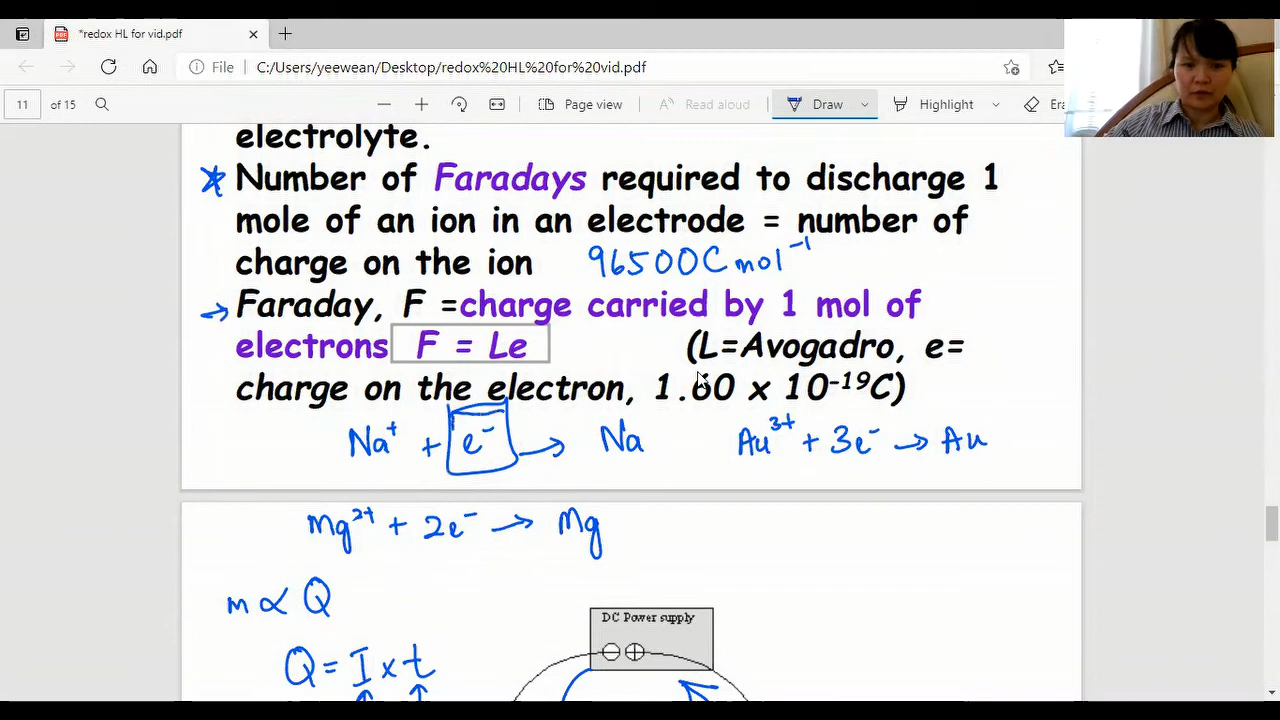 *redox HL for vid.pdf
File C:/Users/yeewean/Desktop/redox%20HL%20for%20vid.pdf
11 of 15 Page view Read aloud Draw Highlight
electrolyte.
Number of Faradays required to discharge 1
mole of an ion in an electrode = number of
charge on the ion 96500 C mol⁻¹
→ Faraday, F =charge carried by 1 mol of
electrons F = Le (L=Avogadro, e=
charge on the electron, 1.60 x 10⁻¹⁹C)
Na⁺ + e⁻ → Na Au³⁺ + 3e⁻ → Au
Mg²⁺ + 2e⁻ → Mg
m ∝ Q
DC Power supply
Q = I x t